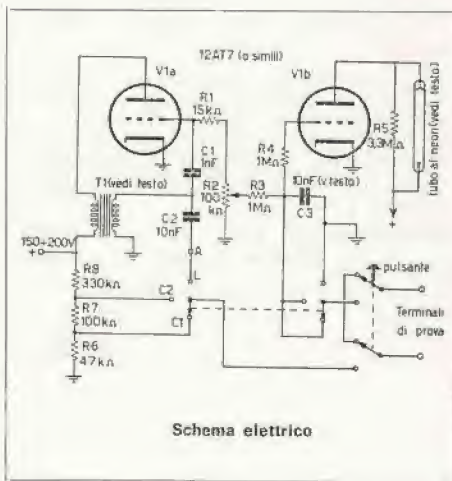 12AT7 (o simili)
V1a
V1b
R1
15kΩ
R4
1MΩ
R5
3,3MΩ
tubo al neon (vedi testo)
C1
1nF
R2
100
kΩ
R3
1MΩ
10nF (v. testo)
C3
T1 (vedi testo)
C2
10nF
A
L
150÷200V
+
+
R8
330kΩ
R7
100kΩ
R6
47kΩ
C2
C1
pulsante
Terminali
di prova
Schema elettrico